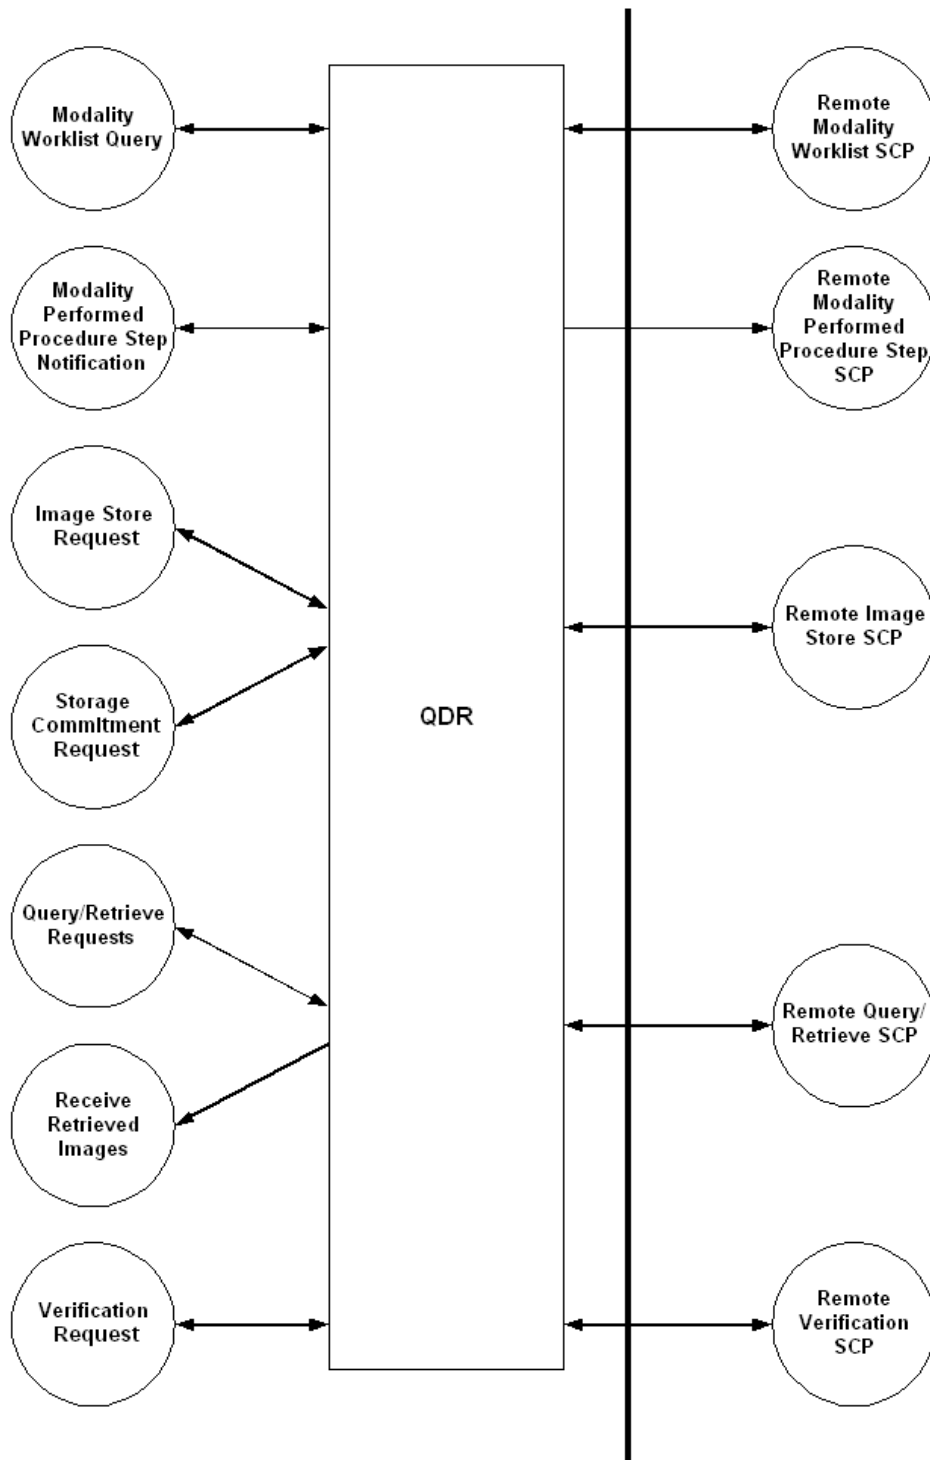 Modality
Worklist Query
Remote
Modality
Worklist SCP
Modality
Performed
Procedure Step
Notification
Remote
Modality
Performed
Procedure Step
SCP
Image Store
Request
Remote Image
Store SCP
Storage
Commitment
Request
QDR
Query/Retrieve
Requests
Remote Query/
Retrieve SCP
Receive
Retrieved
Images
Verification
Request
Remote
Verification
SCP